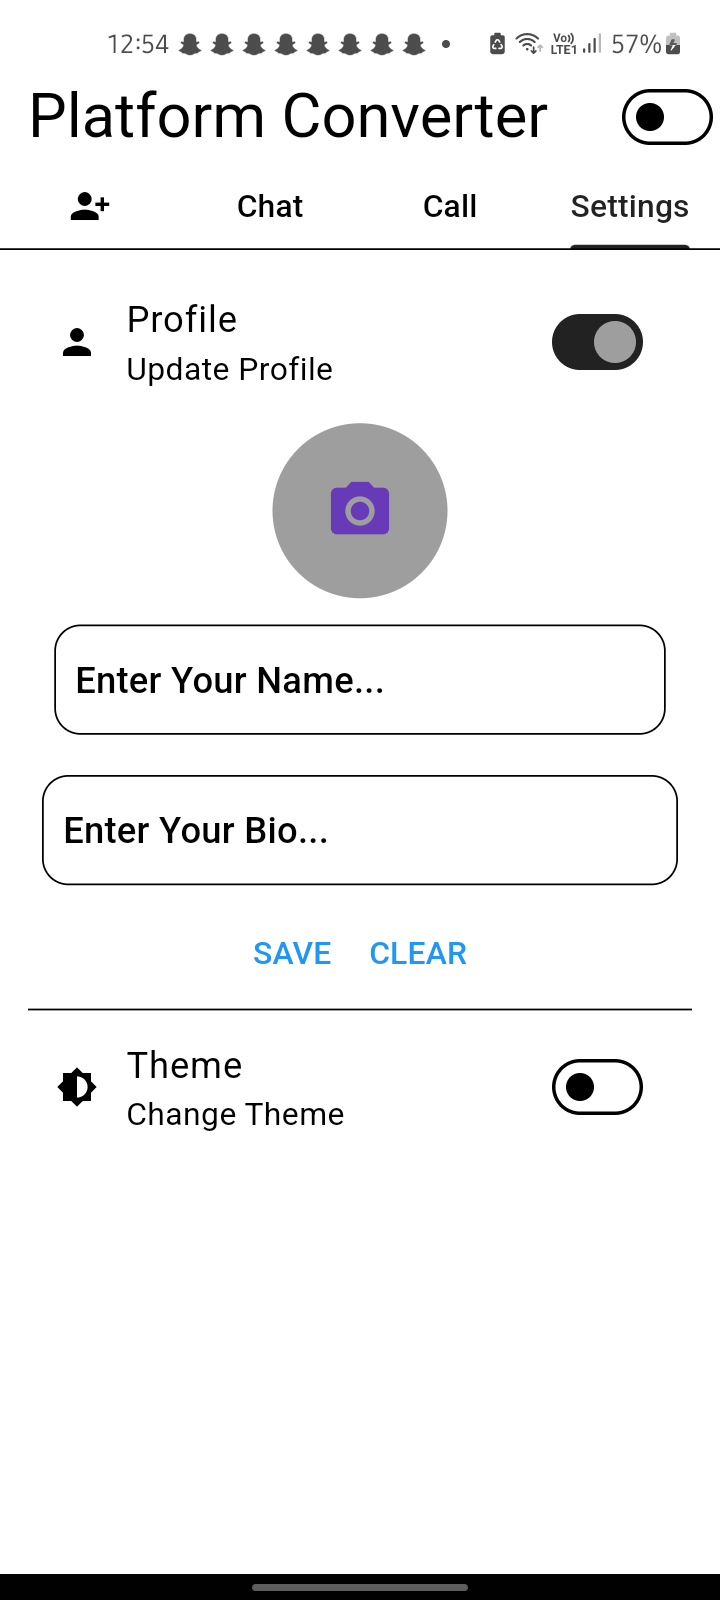 12:54 Vo)) LTE1 57%
Platform Converter
Chat Call Settings
Profile
Update Profile
Enter Your Name...
Enter Your Bio...
SAVE CLEAR
Theme
Change Theme